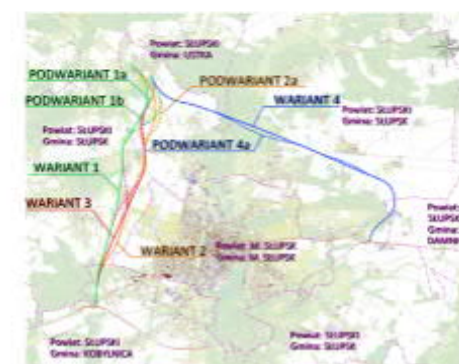 Powiat: SŁUPSKI
Gmina: USTKA
PODWARIANT 1a
PODWARIANT 2a
PODWARIANT 1b
WARIANT 4
Powiat: SŁUPSKI
Gmina: SŁUPSK
Powiat: SŁUPSKI
Gmina: SŁUPSK
PODWARIANT 4a
WARIANT 1
WARIANT 3
Powiat:
SŁUPSKI
Gmina:
DAMNI
WARIANT 2
Powiat: M. SŁUPSK
Gmina: M. SŁUPSK
Powiat: SŁUPSKI
Gmina: KOBYLNICA
Powiat: SŁUPSKI
Gmina: SŁUPSK